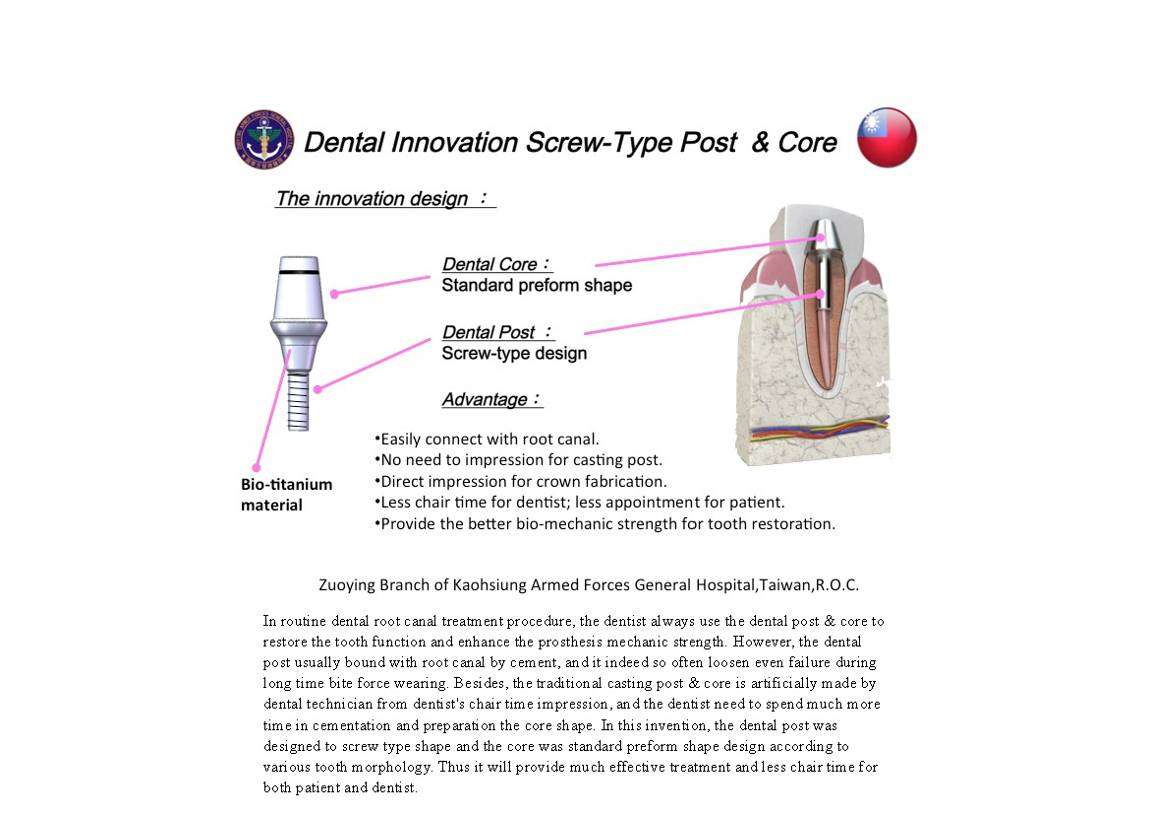 Dental Innovation Screw-Type Post & Core
The innovation design :
Dental Core :
Standard preform shape
Dental Post :
Screw-type design
Advantage :
Bio-titanium
material
•Easily connect with root canal.
•No need to impression for casting post.
•Direct impression for crown fabrication.
•Less chair time for dentist; less appointment for patient.
•Provide the better bio-mechanic strength for tooth restoration.
Zuoying Branch of Kaohsiung Armed Forces General Hospital,Taiwan,R.O.C.
In routine dental root canal treatment procedure, the dentist always use the dental post & core to
restore the tooth function and enhance the prosthesis mechanic strength. However, the dental
post usually bound with root canal by cement, and it indeed so often loosen even failure during
long time bite force wearing. Besides, the traditional casting post & core is artificially made by
dental technician from dentist's chair time impression, and the dentist need to spend much more
time in cementation and preparation the core shape. In this invention, the dental post was
designed to screw type shape and the core was standard preform shape design according to
various tooth morphology. Thus it will provide much effective treatment and less chair time for
both patient and dentist.